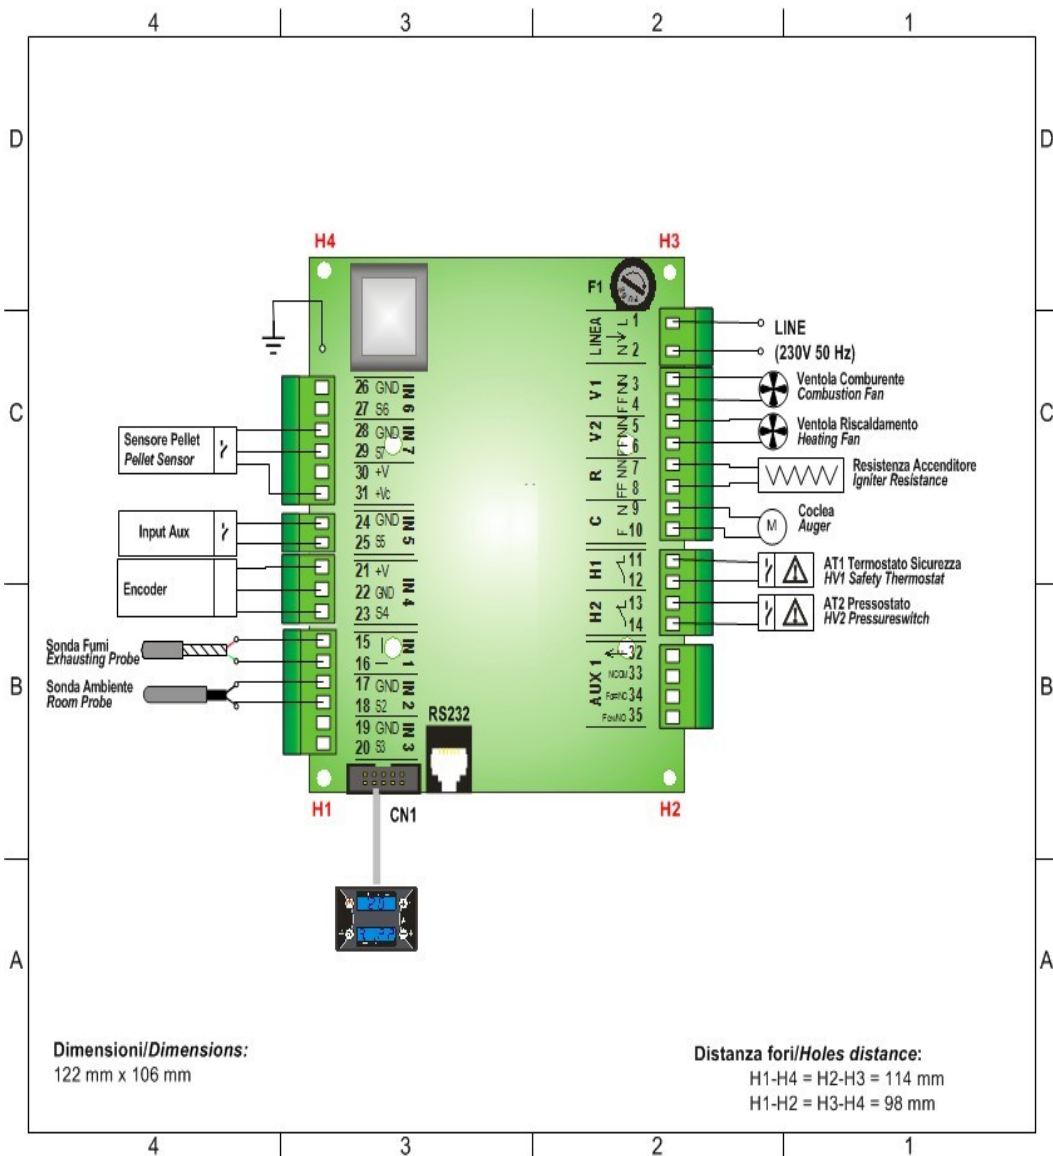 4 3 2 1
D D
H4 H3
F1
LINEA
L 1
N 2
LINE
(230V 50 Hz)
V1
N 3
F 4
Ventola Comburente
Combustion Fan
V2
N 5
F 6
Ventola Riscaldamento
Heating Fan
R
N 7
F 8
Resistenza Accenditore
Igniter Resistance
C
N 9
F 10
Coclea
Auger
M
H1
11
12
AT1 Termostato Sicurezza
HV1 Safety Thermostat
H2
13
14
AT2 Pressostato
HV2 Pressureswitch
AUX 1
F 32
NCOM 33
34
35
C C
26 GND
27 S6
IN 6
28 GND
29 S7
IN 7
30 +V
31 +Vc
Sensore Pellet
Pellet Sensor
24 GND
25 S5
IN 5
Input Aux
21 +V
22 GND
23 S4
IN 4
Encoder
15
16
IN 1
Sonda Fumi
Exhausting Probe
17 GND
18 S2
IN 2
Sonda Ambiente
Room Probe
19 GND
20 S3
IN 3
B B
RS232
H1 H2
CN1
A A
Dimensioni/Dimensions:
122 mm x 106 mm
Distanza fori/Holes distance:
H1-H4 = H2-H3 = 114 mm
H1-H2 = H3-H4 = 98 mm
4 3 2 1